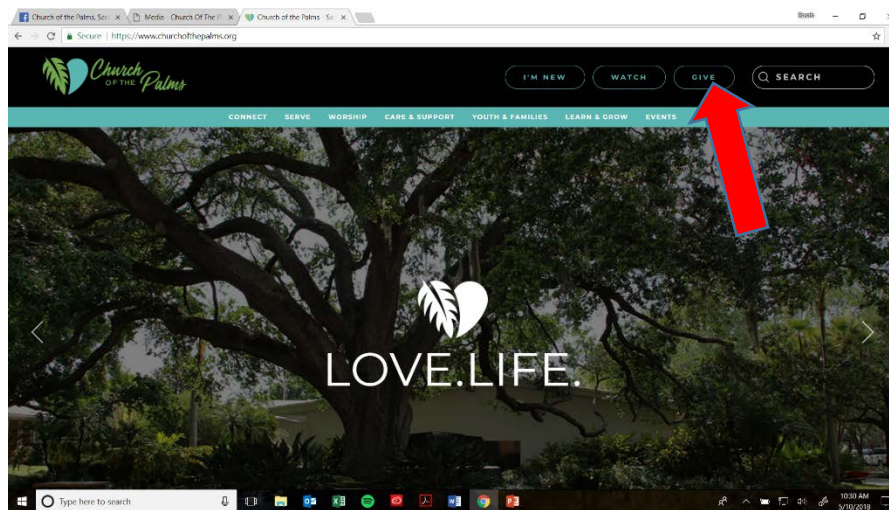 Church of the Palms, Sar
Media - Church Of The P
Church of the Palms - Sa
Secure | https://www.churchofthepalms.org
Church
OF THE Palms
I'M NEW
WATCH
GIVE
SEARCH
CONNECT SERVE WORSHIP CARE & SUPPORT YOUTH & FAMILIES LEARN & GROW EVENTS
LOVE.LIFE.
Type here to search
10:30 AM
5/10/2018